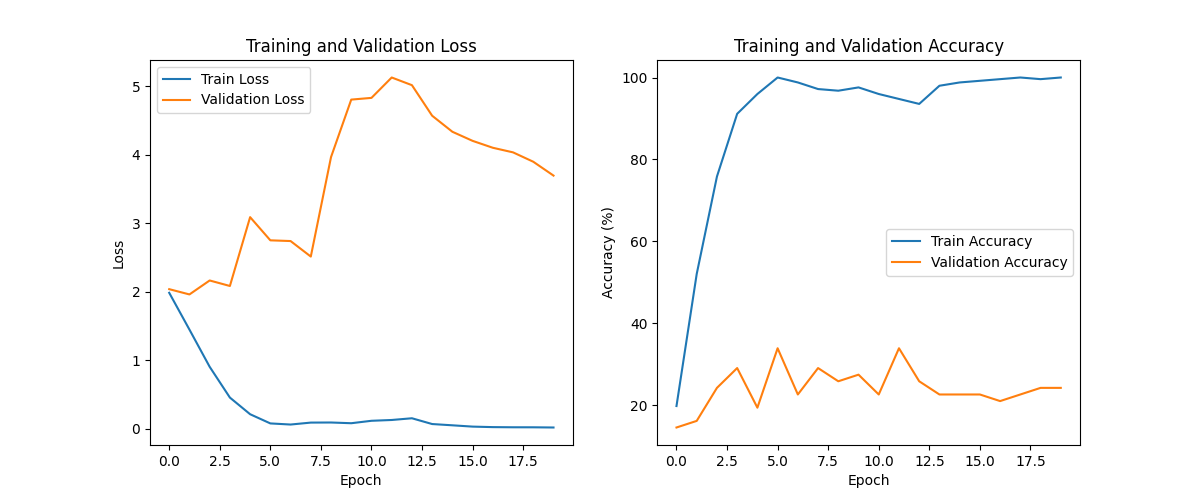 Training and Validation Loss
Train Loss
Validation Loss
5
4
3
2
1
0
Loss
0.0 2.5 5.0 7.5 10.0 12.5 15.0 17.5
Epoch
Training and Validation Accuracy
100
80
60
40
20
Accuracy (%)
Train Accuracy
Validation Accuracy
0.0 2.5 5.0 7.5 10.0 12.5 15.0 17.5
Epoch